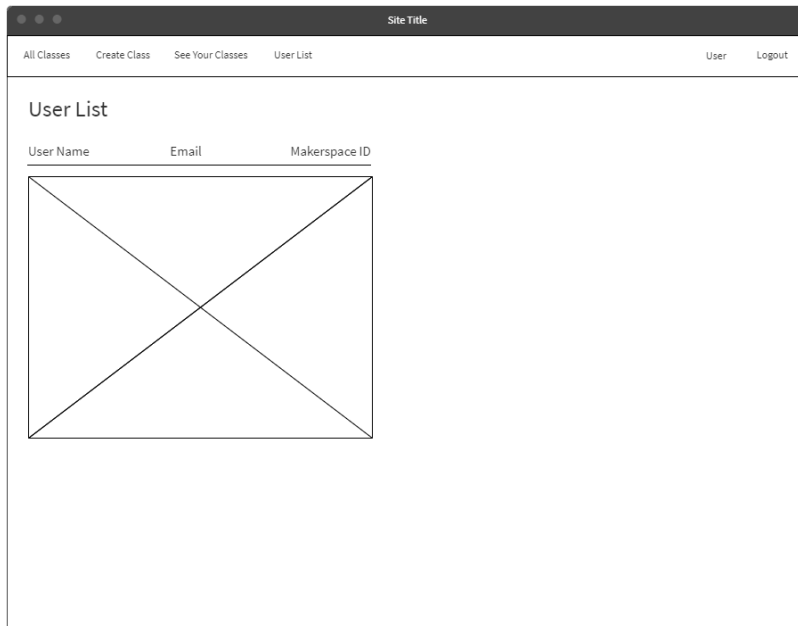 Site Title
All Classes Create Class See Your Classes User List User Logout
User List
User Name Email Makerspace ID